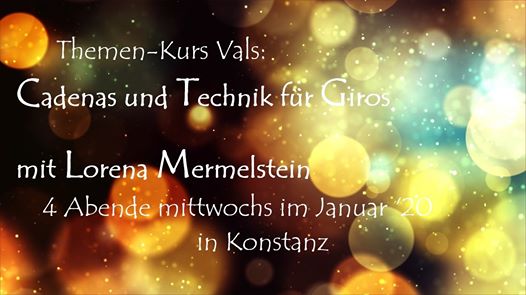 Themen-Kurs Vals:
Cadenas und Technik für Giros
mit Lorena Mermelstein
4 Abende mittwochs im Januar '20
in Konstanz